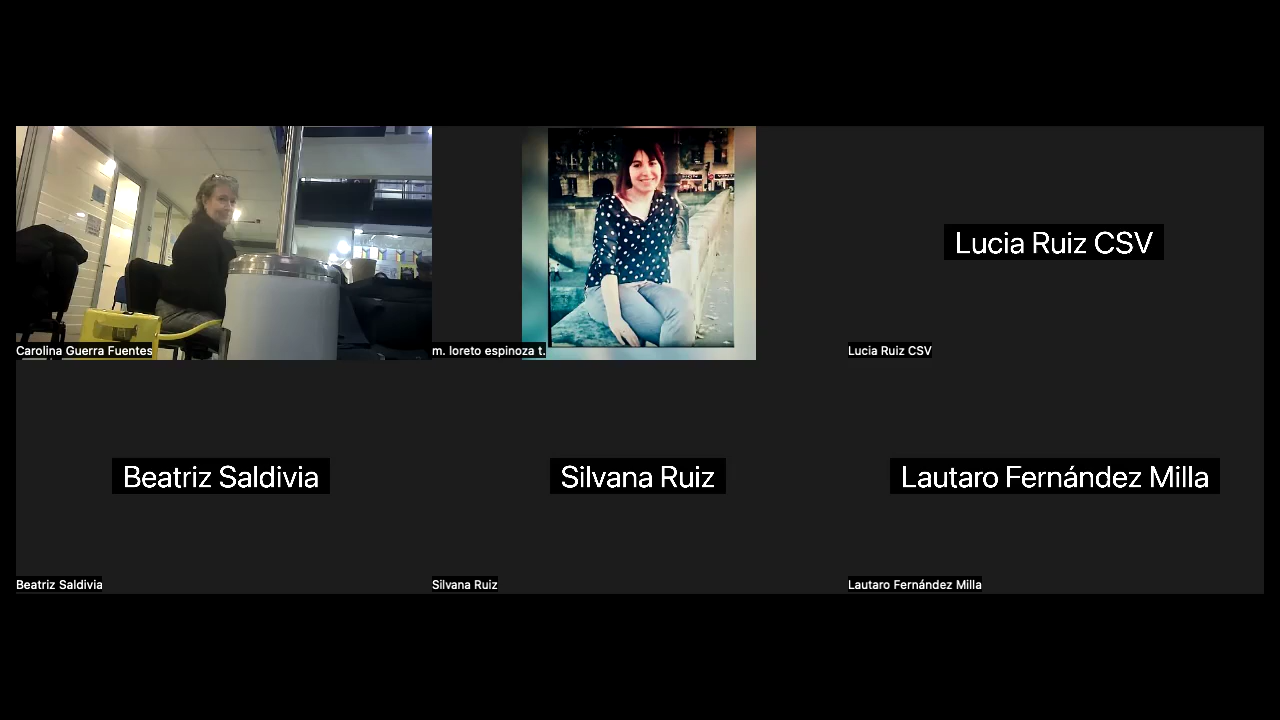 Lucia Ruiz CSV
Carolina Guerra Fuentes
m. loreto espinoza t.
Lucia Ruiz CSV
Beatriz Saldivia
Silvana Ruiz
Lautaro Fernández Milla
Beatriz Saldivia
Silvana Ruiz
Lautaro Fernández Milla